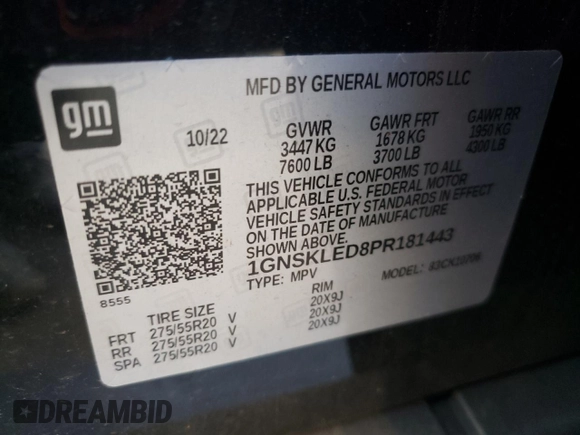 MFD BY GENERAL MOTORS LLC
gm
10/22
GVWR
3447 KG
7600 LB
GAWR FRT
1678 KG
3700 LB
GAWR RR
1950 KG
4300 LB
THIS VEHICLE CONFORMS TO ALL
APPLICABLE U.S. FEDERAL MOTOR
VEHICLE SAFETY STANDARDS IN EFFECT
ON THE DATE OF MANUFACTURE
1GNSKLED8PR181443
TYPE: MPV
MODEL:
8555
TIRE SIZE
RIM
FRT 275/55R20 V 20X9J
RR 275/55R20 V 20X9J
SPA 275/55R20 V 20X9J
DREAMBID